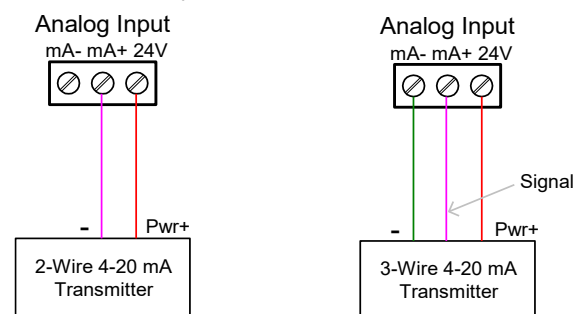 Analog Input
mA- mA+ 24V
- Pwr+
2-Wire 4-20 mA
Transmitter
Analog Input
mA- mA+ 24V
Signal
- Pwr+
3-Wire 4-20 mA
Transmitter